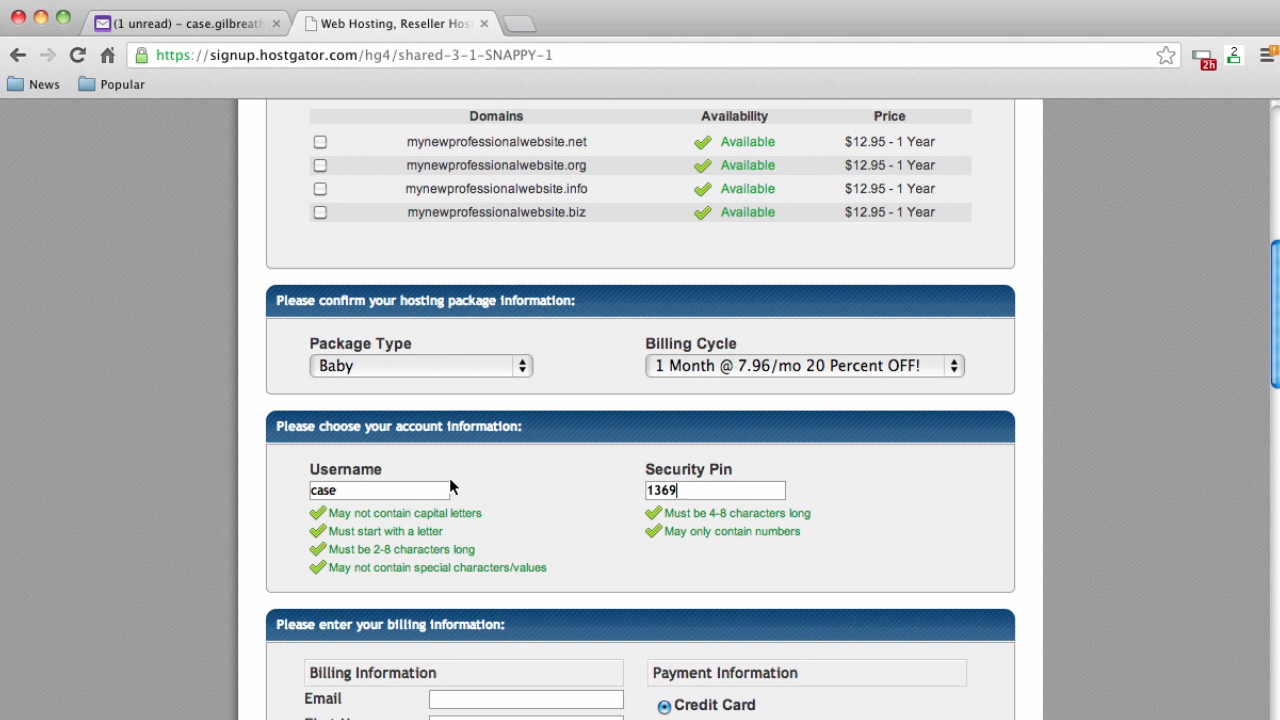 (1 unread) – case.gilbreath
Web Hosting, Reseller Hos
https://signup.hostgator.com/hg4/shared-3-1-SNAPPY-1
2h
2
News
Popular
Domains Availability Price
mynewprofessionalwebsite.net Available $12.95 - 1 Year
mynewprofessionalwebsite.org Available $12.95 - 1 Year
mynewprofessionalwebsite.info Available $12.95 - 1 Year
mynewprofessionalwebsite.biz Available $12.95 - 1 Year
Please confirm your hosting package information:
Package Type Billing Cycle
Baby 1 Month @ 7.96/mo 20 Percent OFF!
Please choose your account information:
Username Security Pin
case 1369
May not contain capital letters Must be 4-8 characters long
Must start with a letter May only contain numbers
Must be 2-8 characters long
May not contain special characters/values
Please enter your billing information:
Billing Information Payment Information
Email Credit Card